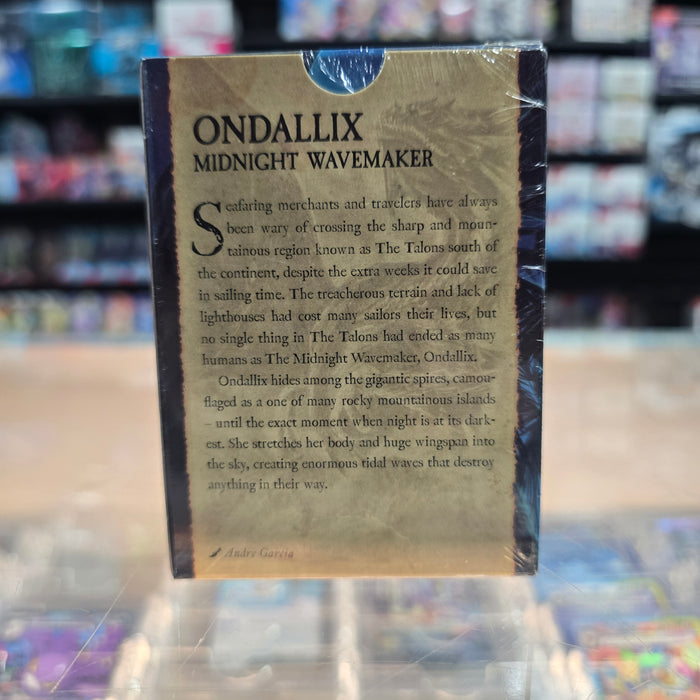 ONDALLIX
MIDNIGHT WAVEMAKER
Seafaring merchants and travelers have always
been wary of crossing the sharp and moun-
tainous region known as The Talons south of
the continent, despite the extra weeks it could save
in sailing time. The treacherous terrain and lack of
lighthouses had cost many sailors their lives, but
no single thing in The Talons had ended as many
humans as The Midnight Wavemaker, Ondallix.
Ondallix hides among the gigantic spires, camou-
flaged as a one of many rocky mountainous islands
– until the exact moment when night is at its dark-
est. She stretches her body and huge wingspan into
the sky, creating enormous tidal waves that destroy
anything in their way.
Andre Garcia